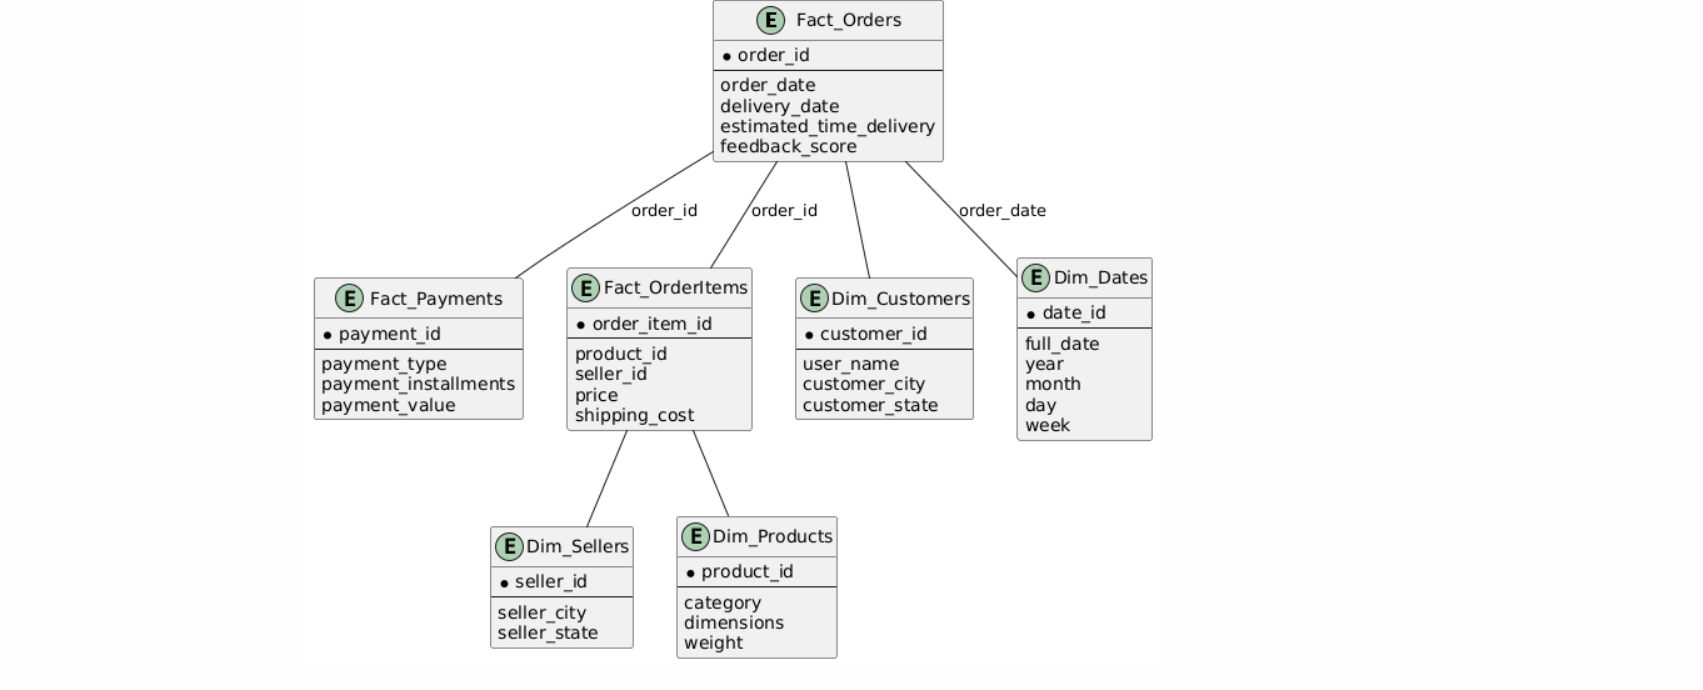 E Fact_Orders
order_id
order_date
delivery_date
estimated_time_delivery
feedback_score
order_id
order_id
order_date
E Fact_Payments
payment_id
payment_type
payment_installments
payment_value
E Fact_OrderItems
order_item_id
product_id
seller_id
price
shipping_cost
E Dim_Customers
customer_id
user_name
customer_city
customer_state
E Dim_Dates
date_id
full_date
year
month
day
week
E Dim_Sellers
seller_id
seller_city
seller_state
E Dim_Products
product_id
category
dimensions
weight